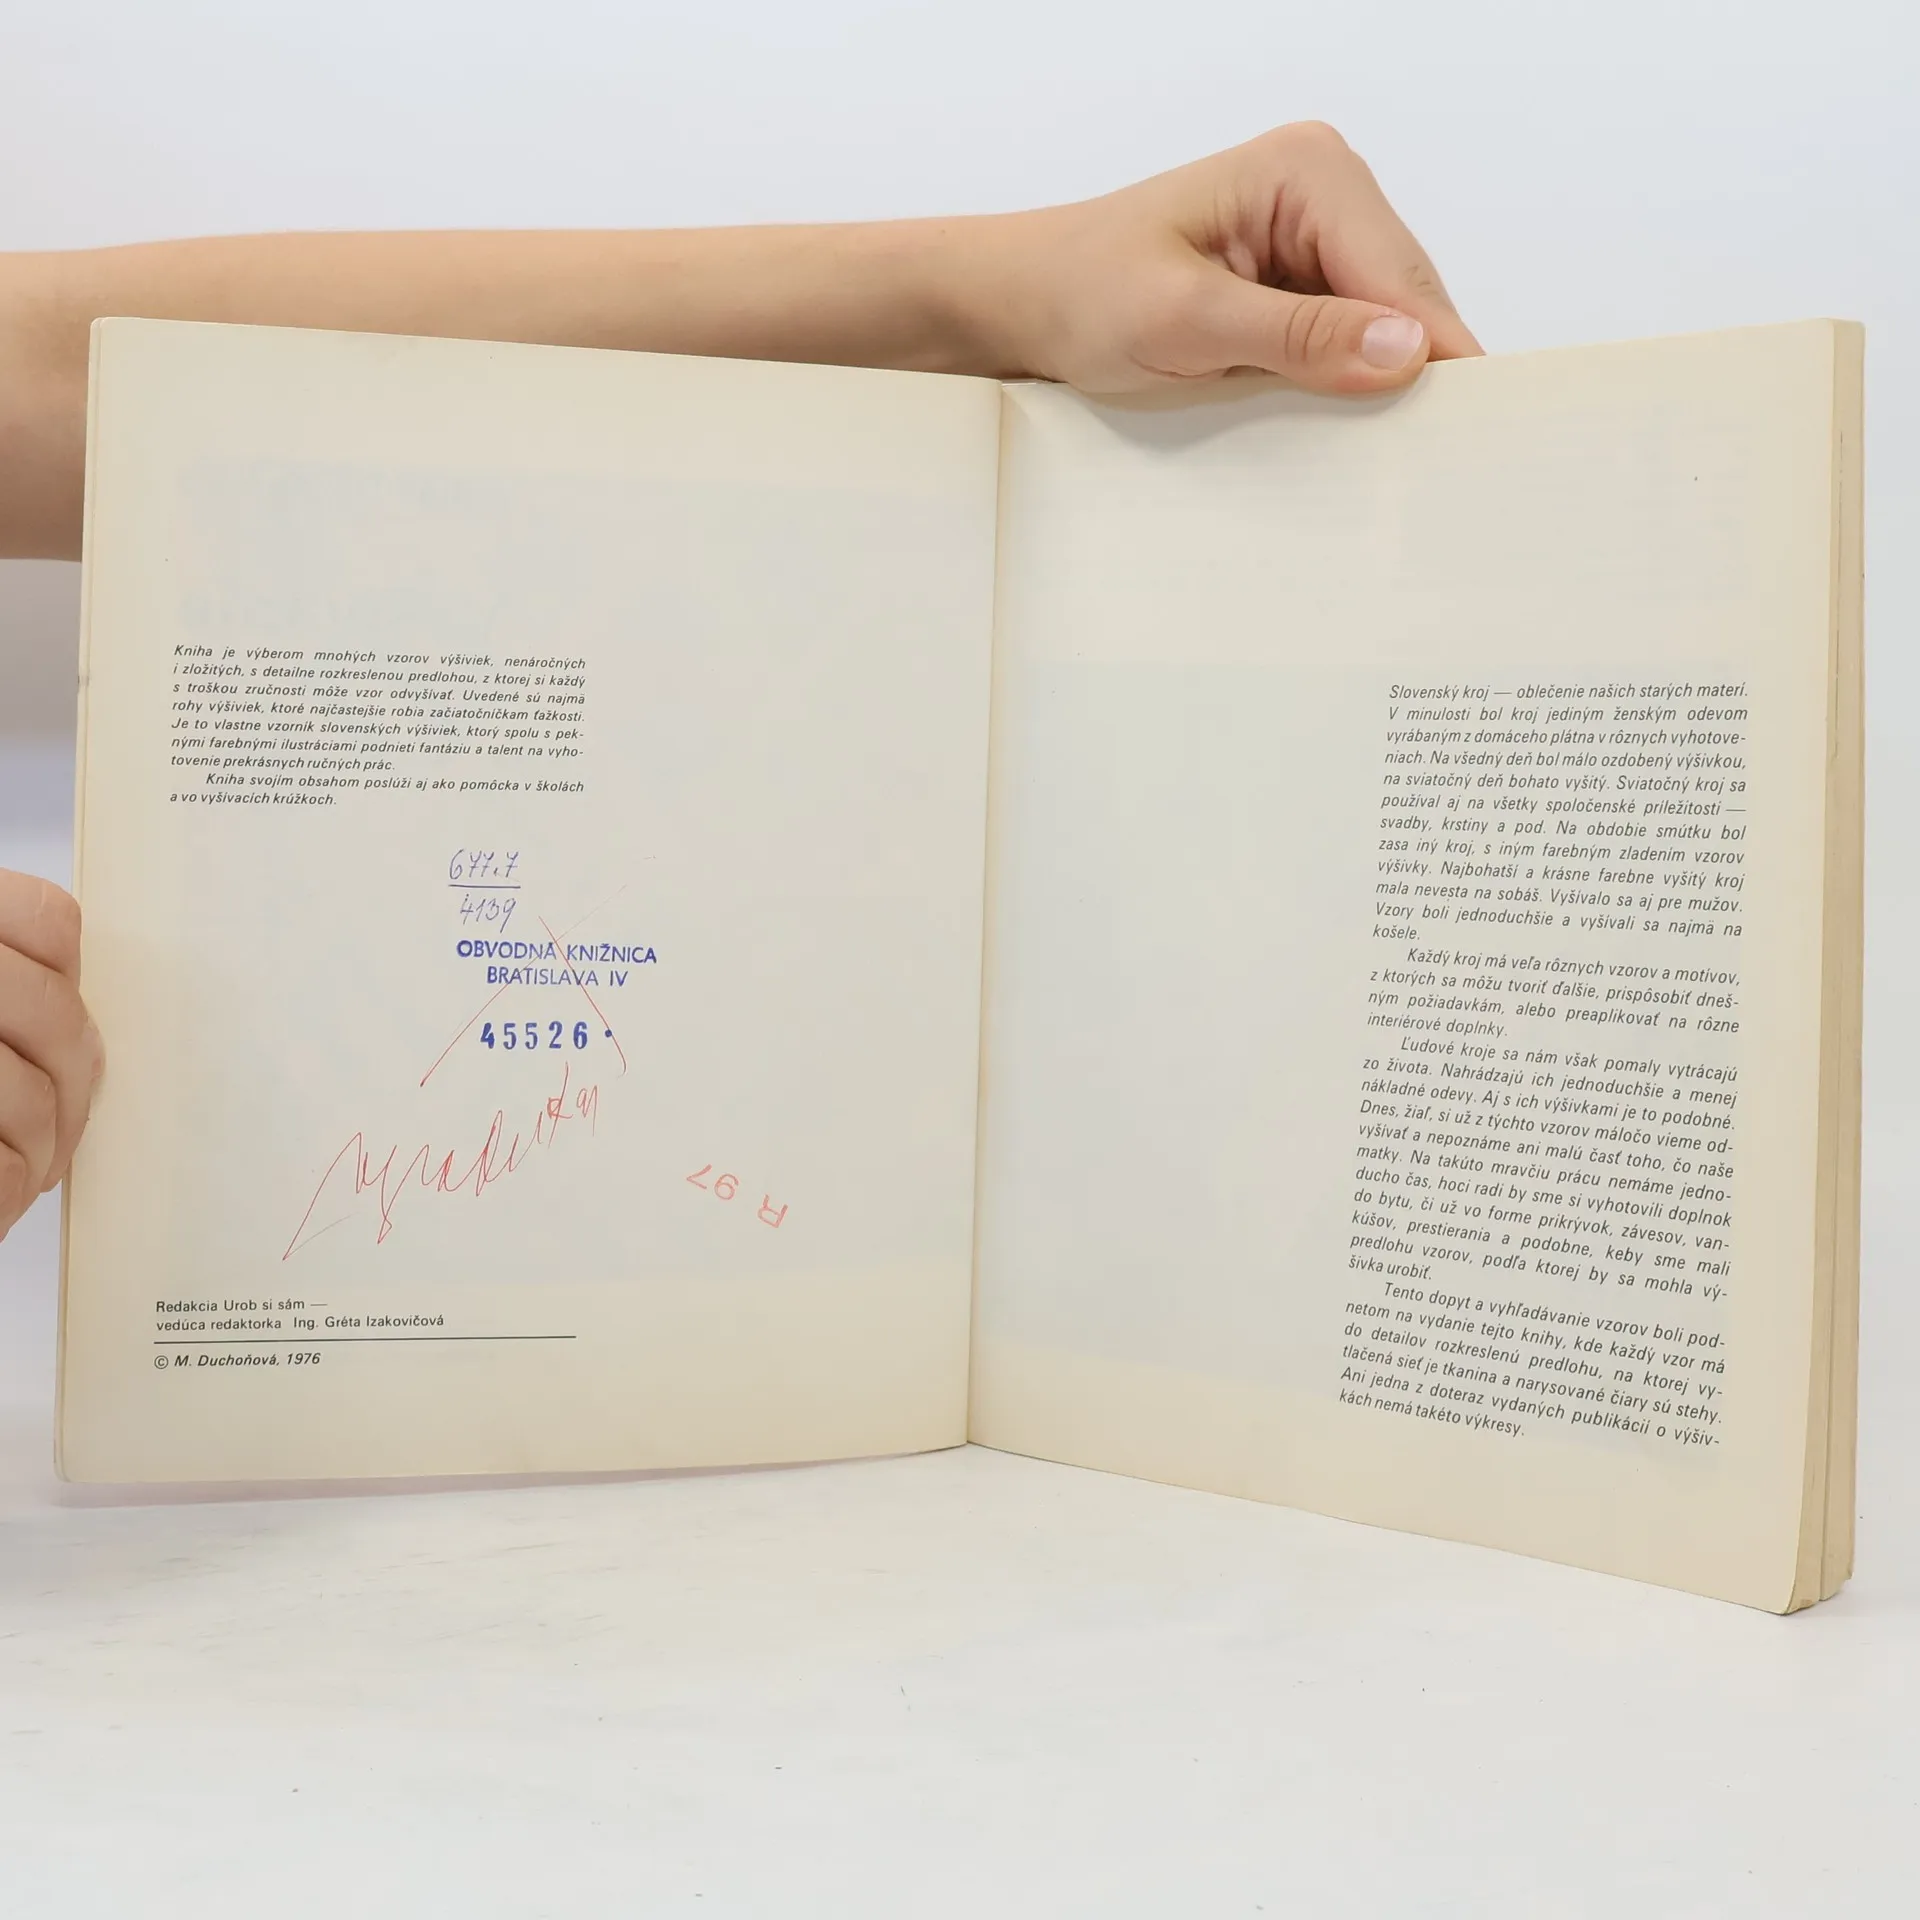 Kniha je výberom mnohých vzorov výšiviek, nenáročných
i zložitých, s detailne rozkreslenou predlohou, z ktorej si každý
s troškou zručnosti môže vzor odvyšívať. Uvedené sú najmä
rohy výšiviek, ktoré najčastejšie robia začiatočníčkam ťažkosti.
Je to vlastne vzorník slovenských výšiviek, ktorý spolu s pek-
nými farebnými ilustráciami podnieti fantáziu a talent na vyho-
tovenie prekrásnych ručných prác.
Kniha svojím obsahom poslúži aj ako pomôcka v školách
a vo vyšívacích krúžkoch.
677.7
4139
OBVODNÁ KNIŽNICA
BRATISLAVA IV
45526
R 97
Redakcia Urob si sám —
vedúca redaktorka Ing. Gréta Izakovičová
© M. Duchoňová, 1976
Slovenský kroj — oblečenie našich starých materí.
V minulosti bol kroj jediným ženským odevom
vyrábaným z domáceho plátna v rôznych vyhotove-
niach. Na všedný deň bol málo ozdobený výšivkou,
na sviatočný deň bohato vyšitý. Sviatočný kroj sa
používal aj na všetky spoločenské príležitosti —
svadby, krstiny a pod. Na obdobie smútku bol
zasa iný kroj, s iným farebným zladením vzorov
výšivky. Najbohatší a krásne farebne vyšitý kroj
mala nevesta na sobáš. Vyšívalo sa aj pre mužov.
Vzory boli jednoduchšie a vyšívali sa najmä na
košele.
Každý kroj má veľa rôznych vzorov a motívov,
z ktorých sa môžu tvoriť ďalšie, prispôsobiť dneš-
ným požiadavkám, alebo preaplikovať na rôzne
interiérové doplnky.
Ľudové kroje sa nám však pomaly vytrácajú
zo života. Nahrádzajú ich jednoduchšie a menej
nákladné odevy. Aj s ich výšivkami je to podobné.
Dnes, žiaľ, si už z týchto vzorov máločo vieme od-
vyšívať a nepoznáme ani malú časť toho, čo naše
matky. Na takúto mravčiu prácu nemáme jedno-
ducho čas, hoci radi by sme si vyhotovili doplnok
do bytu, či už vo forme prikrývok, závesov, van-
kúšov, prestierania a podobne, keby sme mali
predlohu vzorov, podľa ktorej by sa mohla vý-
šivka urobiť.
Tento dopyt a vyhľadávanie vzorov boli pod-
netom na vydanie tejto knihy, kde každý vzor má
do detailov rozkreslenú predlohu, na ktorej vy-
tlačená sieť je tkanina a narysované čiary sú stehy.
Ani jedna z doteraz vydaných publikácií o výšiv-
kách nemá takéto výkresy.